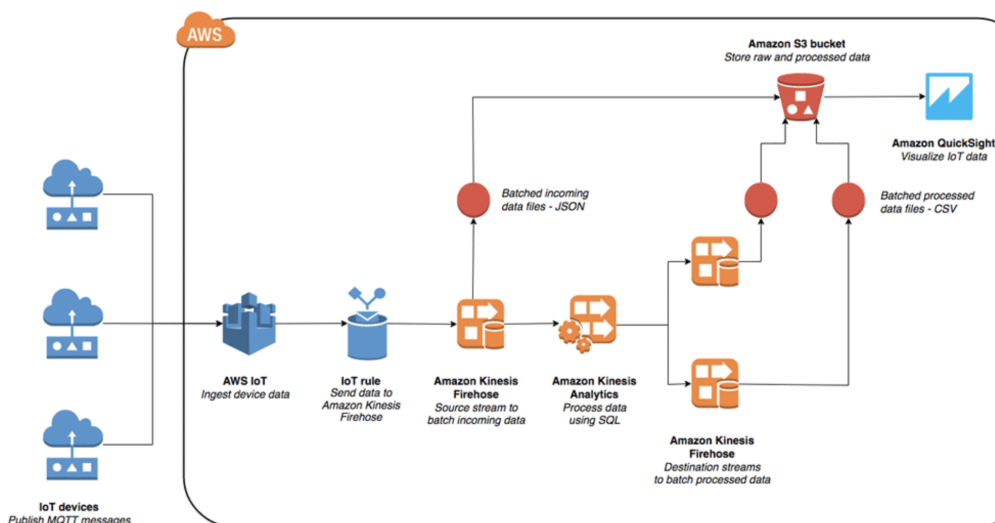 AWS
Amazon S3 bucket
Store raw and processed data
Amazon QuickSight
Visualize IoT data
Batched incoming
data files - JSON
Batched processed
data files - CSV
AWS IoT
Ingest device data
IoT rule
Send data to
Amazon Kinesis
Firehose
Amazon Kinesis
Firehose
Source stream to
batch incoming data
Amazon Kinesis
Analytics
Process data
using SQL
Amazon Kinesis
Firehose
Destination streams
to batch processed data
IoT devices
Publish MQTT messages